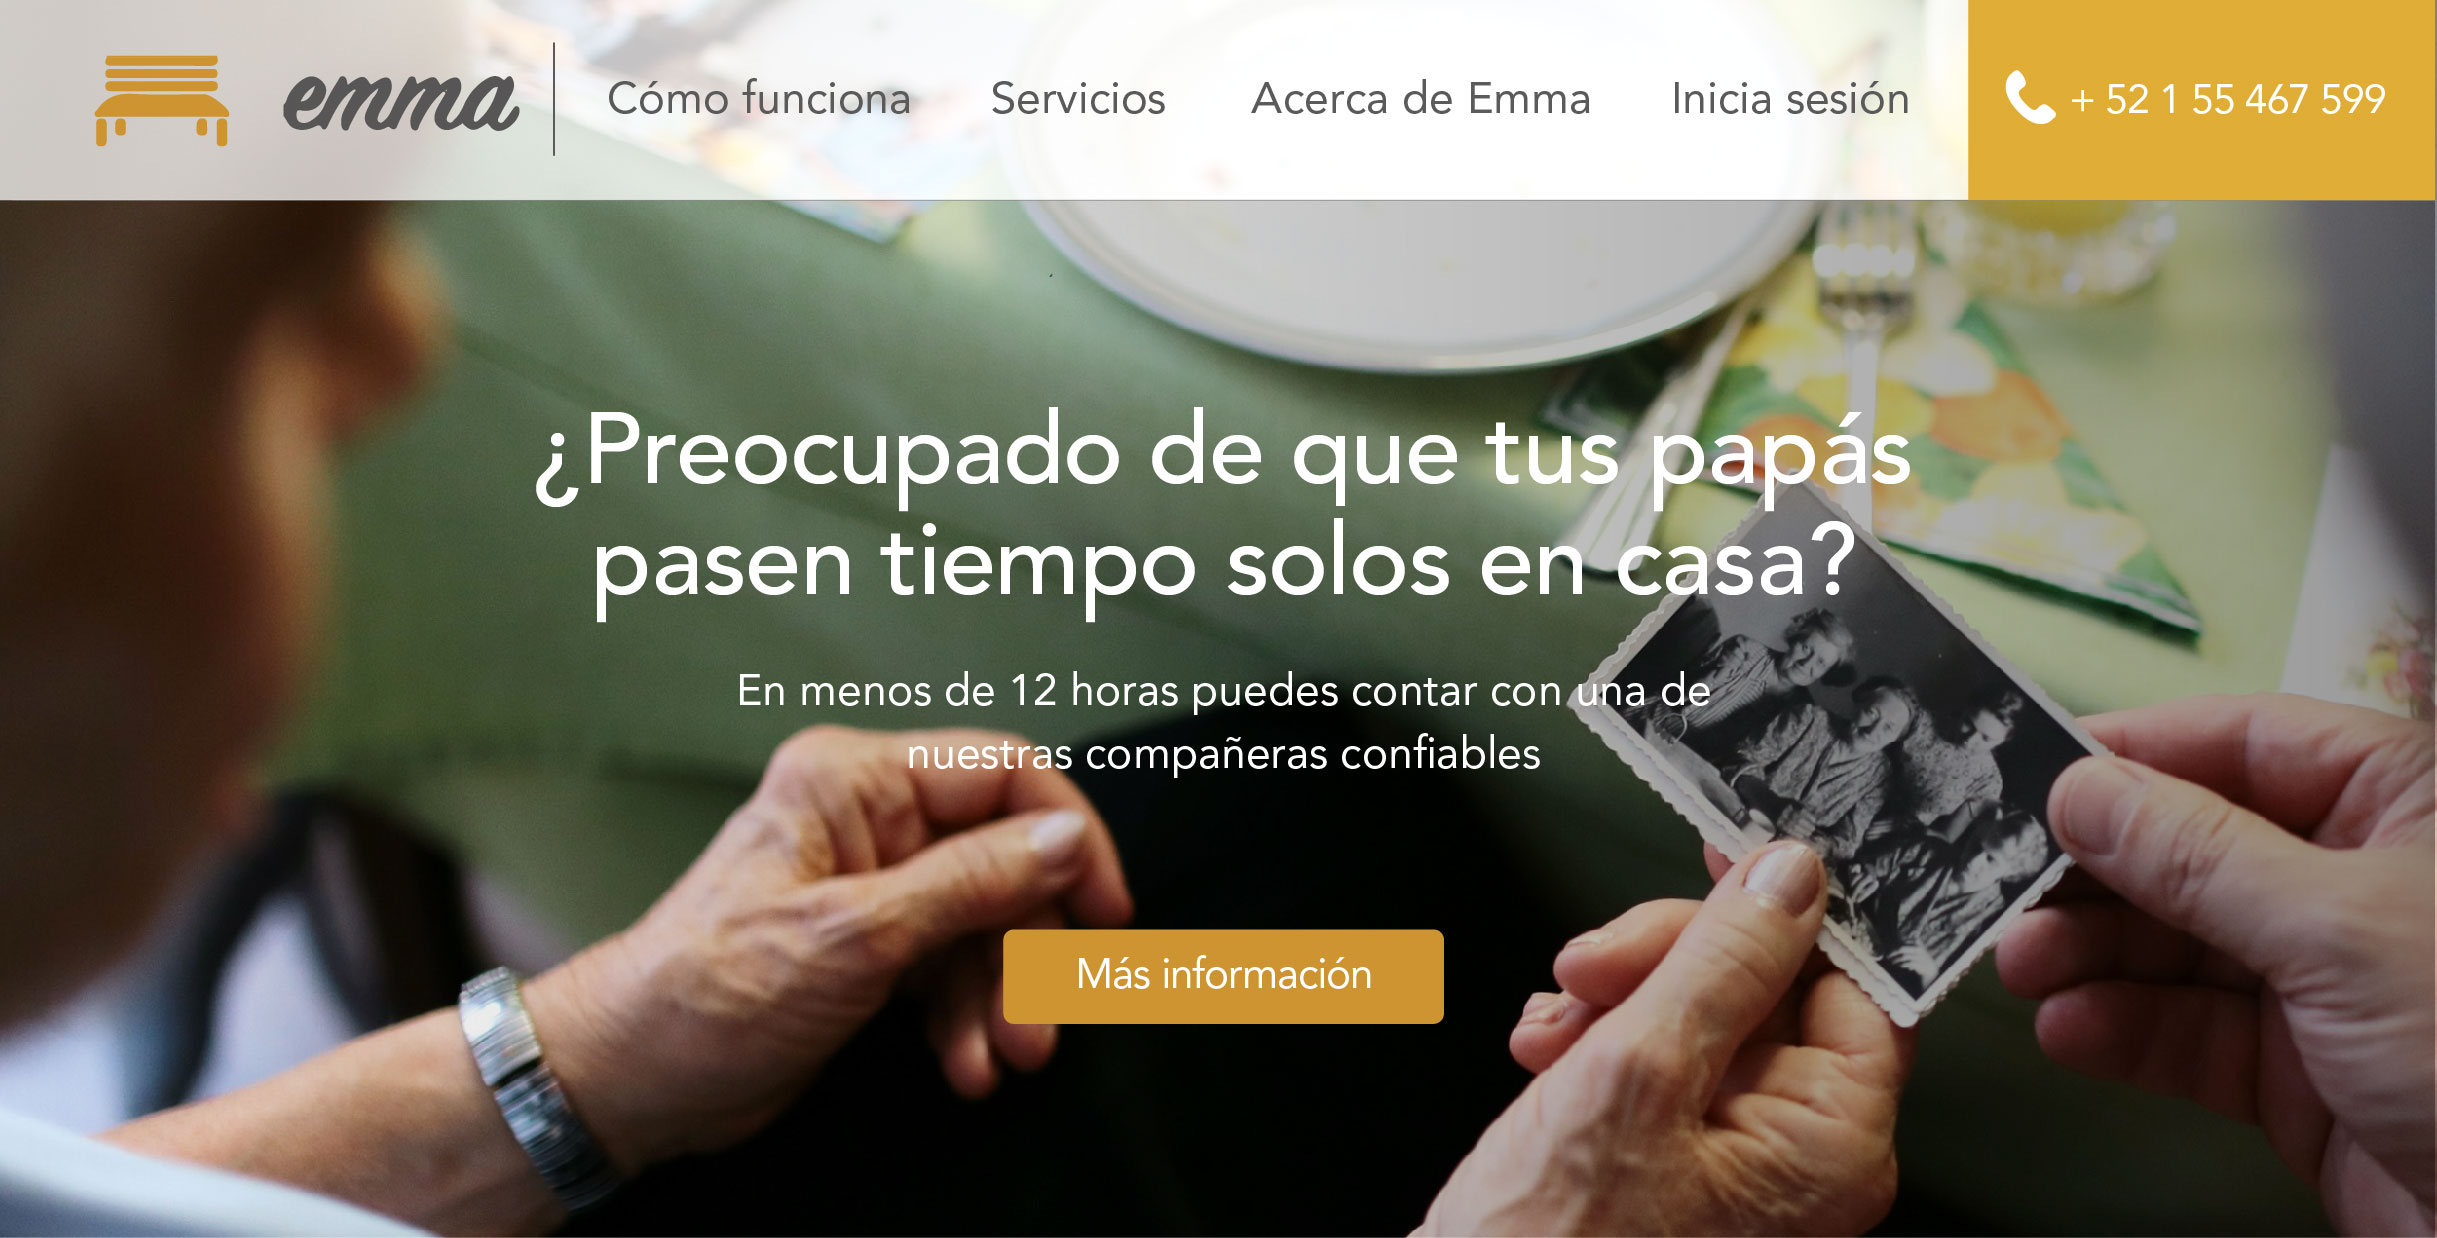 emma
Cómo funciona
Servicios
Acerca de Emma
Inicia sesión
+ 52 1 55 467 599
¿Preocupado de que tus papás
pasen tiempo solos en casa?
En menos de 12 horas puedes contar con una de
nuestras compañeras confiables
Más información